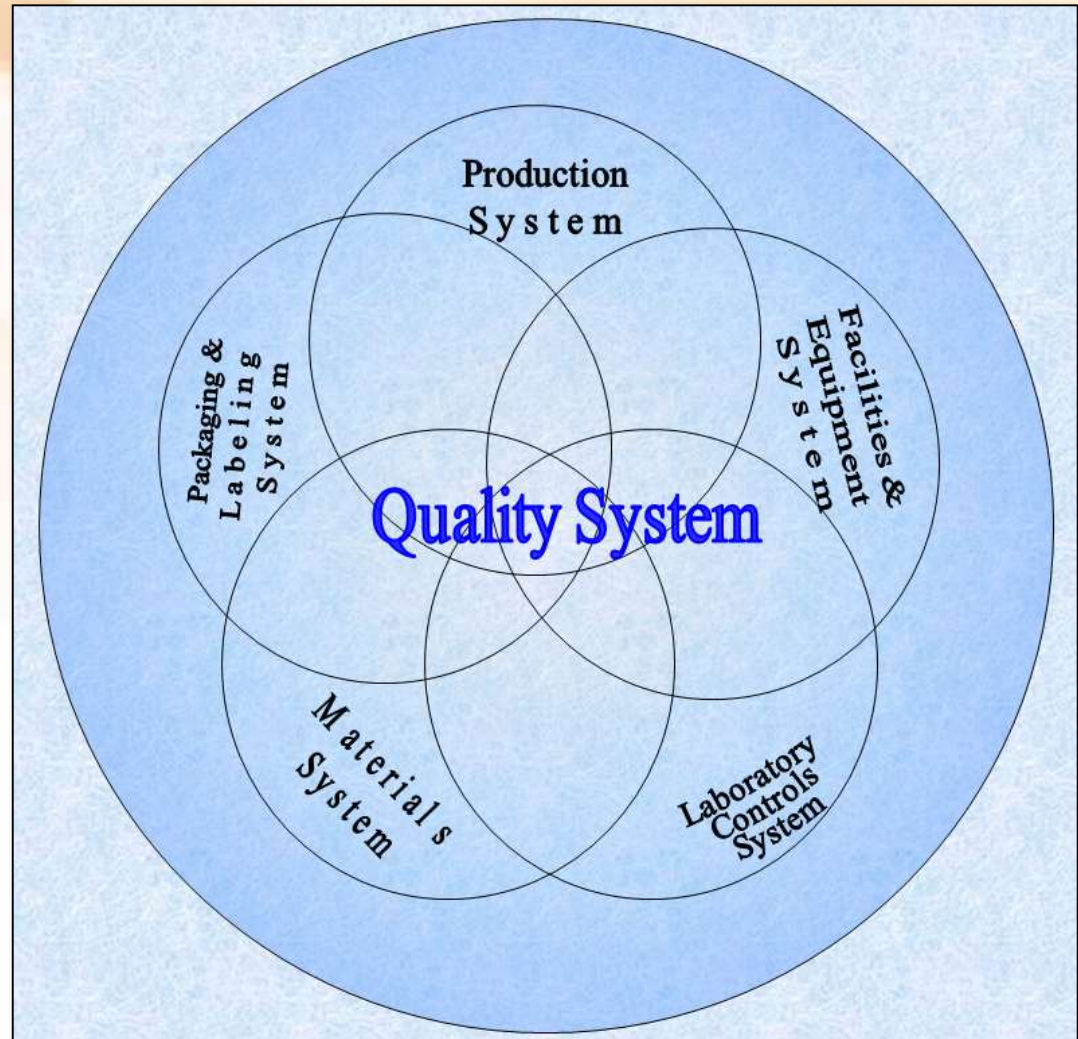 Production
System
Packaging &
Labeling
System
Facilities &
Equipment
System
Quality System
Materials
System
Laboratory
Controls
System